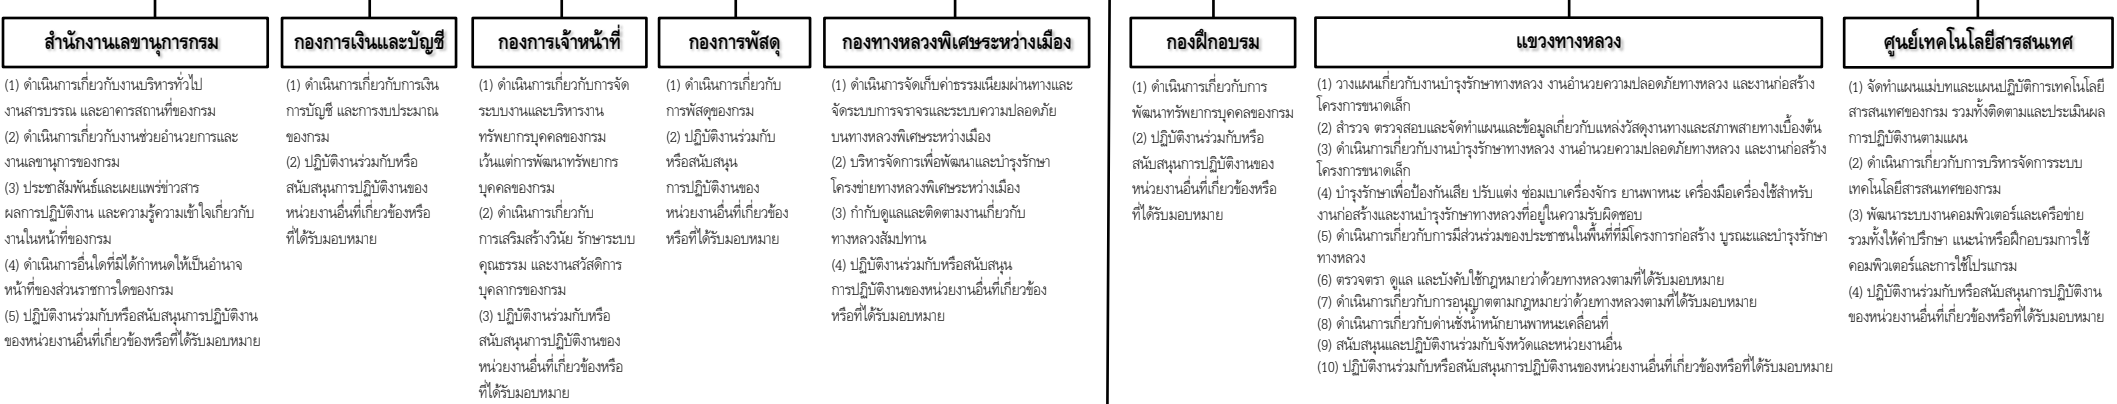 สำนักงานเลขานุการกรม
(1) ดำเนินการเกี่ยวกับงานบริหารทั่วไป
งานสารบรรณ และอาคารสถานที่ของกรม
(2) ดำเนินการเกี่ยวกับงานช่วยอำนวยการและ
งานเลขานุการของกรม
(3) ประชาสัมพันธ์และเผยแพร่ข่าวสาร
ผลการปฏิบัติงาน และความรู้ความเข้าใจเกี่ยวกับ
งานในหน้าที่ของกรม
(4) ดำเนินการอื่นใดที่มิได้กำหนดให้เป็นอำนาจ
หน้าที่ของส่วนราชการใดของกรม
(5) ปฏิบัติงานร่วมกับหรือสนับสนุนการปฏิบัติงาน
ของหน่วยงานอื่นที่เกี่ยวข้องหรือที่ได้รับมอบหมาย
กองการเงินและบัญชี
(1) ดำเนินการเกี่ยวกับการเงิน
การบัญชี และการงบประมาณ
ของกรม
(2) ปฏิบัติงานร่วมกับหรือ
สนับสนุนการปฏิบัติงานของ
หน่วยงานอื่นที่เกี่ยวข้องหรือ
ที่ได้รับมอบหมาย
กองการเจ้าหน้าที่
(1) ดำเนินการเกี่ยวกับการจัด
ระบบงานและบริหารงาน
ทรัพยากรบุคคลของกรม
เว้นแต่การพัฒนาทรัพยากร
บุคคลของกรม
(2) ดำเนินการเกี่ยวกับ
การเสริมสร้างวินัย รักษาระบบ
คุณธรรม และงานสวัสดิการ
บุคลากรของกรม
(3) ปฏิบัติงานร่วมกับหรือ
สนับสนุนการปฏิบัติงานของ
หน่วยงานอื่นที่เกี่ยวข้องหรือ
ที่ได้รับมอบหมาย
กองการพัสดุ
(1) ดำเนินการเกี่ยวกับ
การพัสดุของกรม
(2) ปฏิบัติงานร่วมกับ
หรือสนับสนุน
การปฏิบัติงานของ
หน่วยงานอื่นที่เกี่ยวข้อง
หรือที่ได้รับมอบหมาย
กองทางหลวงพิเศษระหว่างเมือง
(1) ดำเนินการจัดเก็บค่าธรรมเนียมผ่านทางและ
จัดระบบการจราจรและระบบความปลอดภัย
บนทางหลวงพิเศษระหว่างเมือง
(2) บริหารจัดการเพื่อพัฒนาและบำรุงรักษา
โครงข่ายทางหลวงพิเศษระหว่างเมือง
(3) กำกับดูแลและติดตามงานเกี่ยวกับ
ทางหลวงสัมปทาน
(4) ปฏิบัติงานร่วมกับหรือสนับสนุน
การปฏิบัติงานของหน่วยงานอื่นที่เกี่ยวข้อง
หรือที่ได้รับมอบหมาย
กองฝึกอบรม
(1) ดำเนินการเกี่ยวกับการ
พัฒนาทรัพยากรบุคคลของกรม
(2) ปฏิบัติงานร่วมกับหรือ
สนับสนุนการปฏิบัติงานของ
หน่วยงานอื่นที่เกี่ยวข้องหรือ
ที่ได้รับมอบหมาย
แขวงทางหลวง
(1) วางแผนเกี่ยวกับงานบำรุงรักษาทางหลวง งานอำนวยความปลอดภัยทางหลวง และงานก่อสร้าง
โครงการขนาดเล็ก
(2) สำรวจ ตรวจสอบและจัดทำแผนและข้อมูลเกี่ยวกับแหล่งวัสดุงานทางและสภาพสายทางเบื้องต้น
(3) ดำเนินการเกี่ยวกับงานบำรุงรักษาทางหลวง งานอำนวยความปลอดภัยทางหลวง และงานก่อสร้าง
โครงการขนาดเล็ก
(4) บำรุงรักษาเพื่อป้องกันเสีย ปรับแต่ง ซ่อมเบาเครื่องจักร ยานพาหนะ เครื่องมือเครื่องใช้สำหรับ
งานก่อสร้างและงานบำรุงรักษาทางหลวงที่อยู่ในความรับผิดชอบ
(5) ดำเนินการเกี่ยวกับการมีส่วนร่วมของประชาชนในพื้นที่ที่มีโครงการก่อสร้าง บูรณะและบำรุงรักษา
ทางหลวง
(6) ตรวจตรา ดูแล และบังคับใช้กฎหมายว่าด้วยทางหลวงตามที่ได้รับมอบหมาย
(7) ดำเนินการเกี่ยวกับการอนุญาตตามกฎหมายว่าด้วยทางหลวงตามที่ได้รับมอบหมาย
(8) ดำเนินการเกี่ยวกับด่านชั่งน้ำหนักยานพาหนะเคลื่อนที่
(9) สนับสนุนและปฏิบัติงานร่วมกับจังหวัดและหน่วยงานอื่น
(10) ปฏิบัติงานร่วมกับหรือสนับสนุนการปฏิบัติงานของหน่วยงานอื่นที่เกี่ยวข้องหรือที่ได้รับมอบหมาย
ศูนย์เทคโนโลยีสารสนเทศ
(1) จัดทำแผนแม่บทและแผนปฏิบัติการเทคโนโลยี
สารสนเทศของกรม รวมทั้งติดตามและประเมินผล
การปฏิบัติงานตามแผน
(2) ดำเนินการเกี่ยวกับการบริหารจัดการระบบ
เทคโนโลยีสารสนเทศของกรม
(3) พัฒนาระบบงานคอมพิวเตอร์และเครือข่าย
รวมทั้งให้คำปรึกษา แนะนำหรือฝึกอบรมการใช้
คอมพิวเตอร์และการใช้โปรแกรม
(4) ปฏิบัติงานร่วมกับหรือสนับสนุนการปฏิบัติงาน
ของหน่วยงานอื่นที่เกี่ยวข้องหรือที่ได้รับมอบหมาย